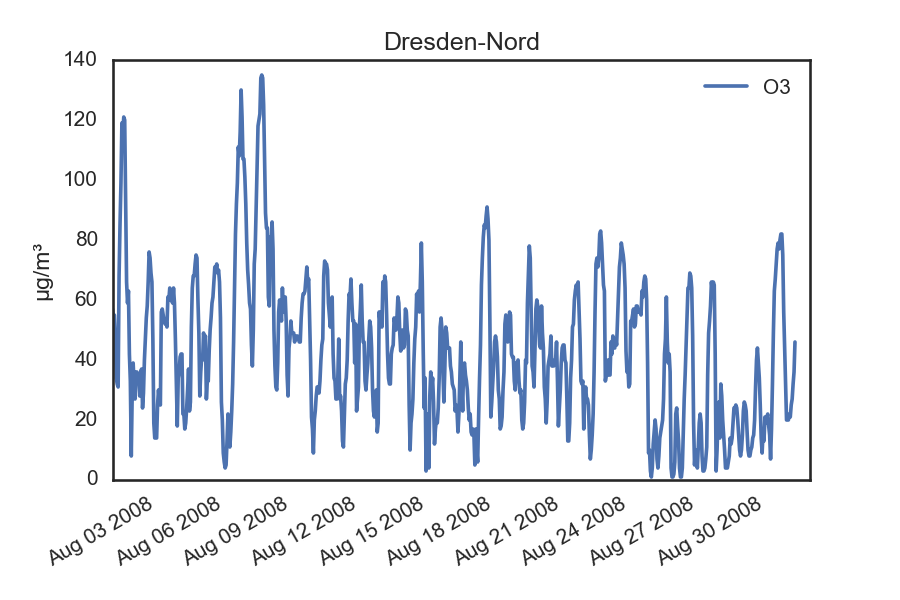 Dresden-Nord
140
120
100
80
60
40
20
0
µg/m³
O3
Aug 03 2008
Aug 06 2008
Aug 09 2008
Aug 12 2008
Aug 15 2008
Aug 18 2008
Aug 21 2008
Aug 24 2008
Aug 27 2008
Aug 30 2008